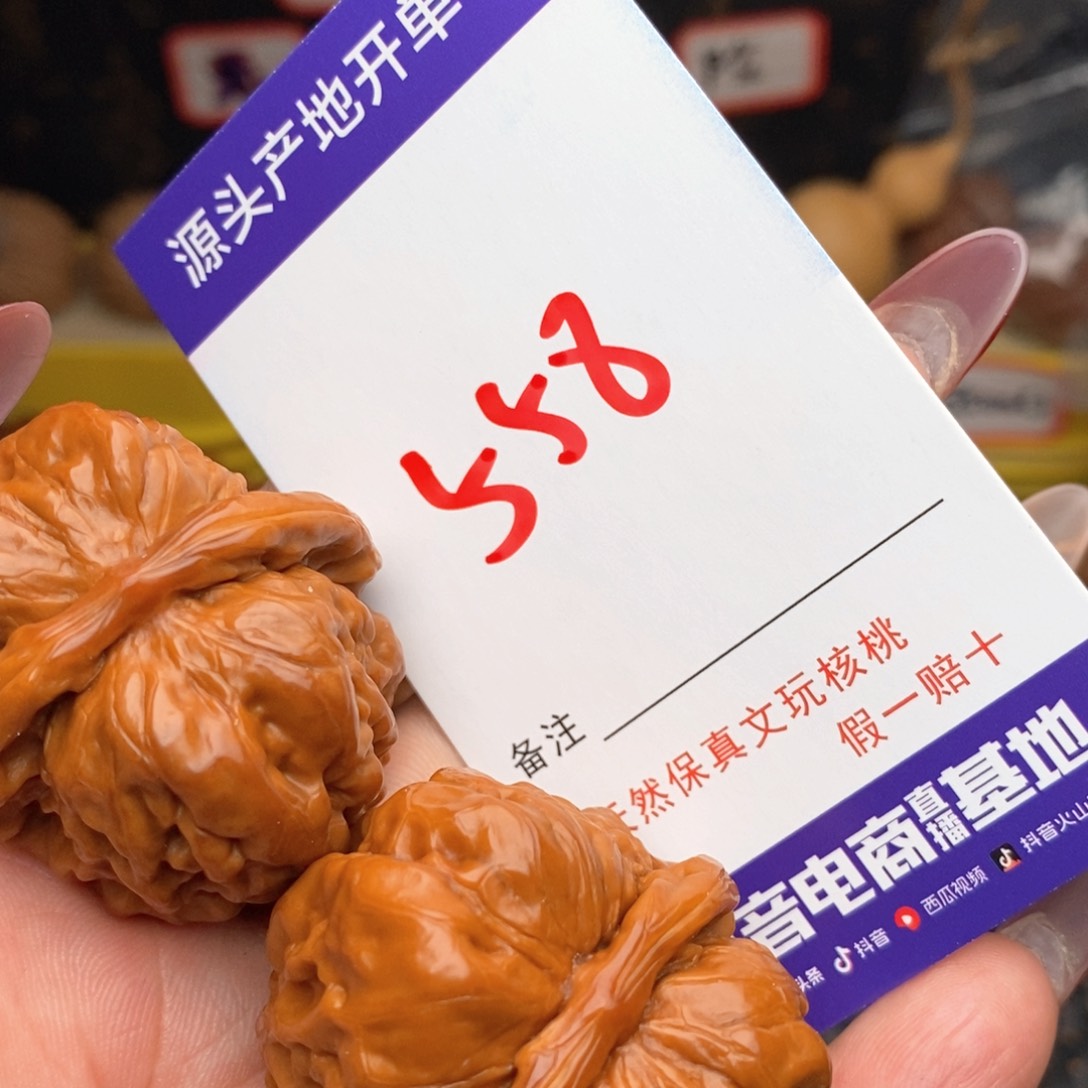 源头产地开单
558
备注
天然保真文玩核桃
假一赔十
音电商直播基地
头条 抖音 西瓜视频 抖音火山